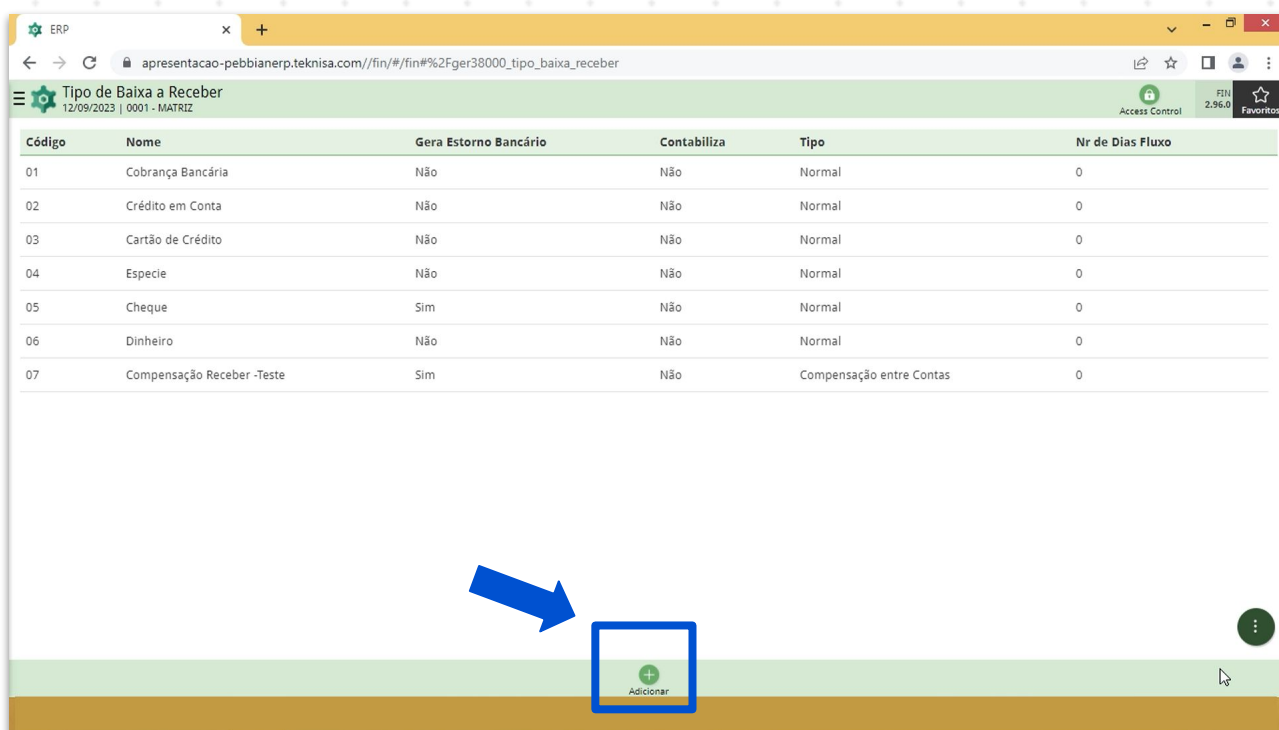 ERP
apresentacao-pebbianerp.teknisa.com//fin/#/fin#%2Fger38000_tipo_baixa_receber
Tipo de Baixa a Receber
12/09/2023 | 0001 - MATRIZ
Access Control
FIN
2.96.0
Favoritos
Código Nome Gera Estorno Bancário Contabiliza Tipo Nr de Dias Fluxo
01 Cobrança Bancária Não Não Normal 0
02 Crédito em Conta Não Não Normal 0
03 Cartão de Crédito Não Não Normal 0
04 Especie Não Não Normal 0
05 Cheque Sim Não Normal 0
06 Dinheiro Não Não Normal 0
07 Compensação Receber -Teste Sim Não Compensação entre Contas 0
Adicionar